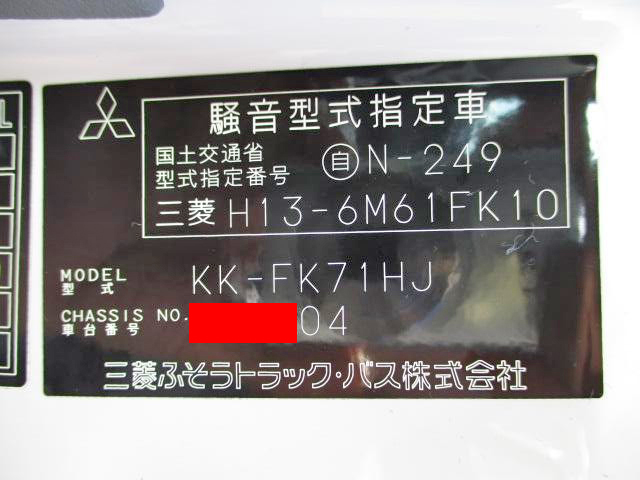 騒音型式指定車
国土交通省
型式指定番号 自 N-249
三菱 H13-6M61FK10
MODEL
型式 KK-FK71HJ
CHASSIS NO.
車台番号 04
三菱ふそうトラック・バス株式会社
L